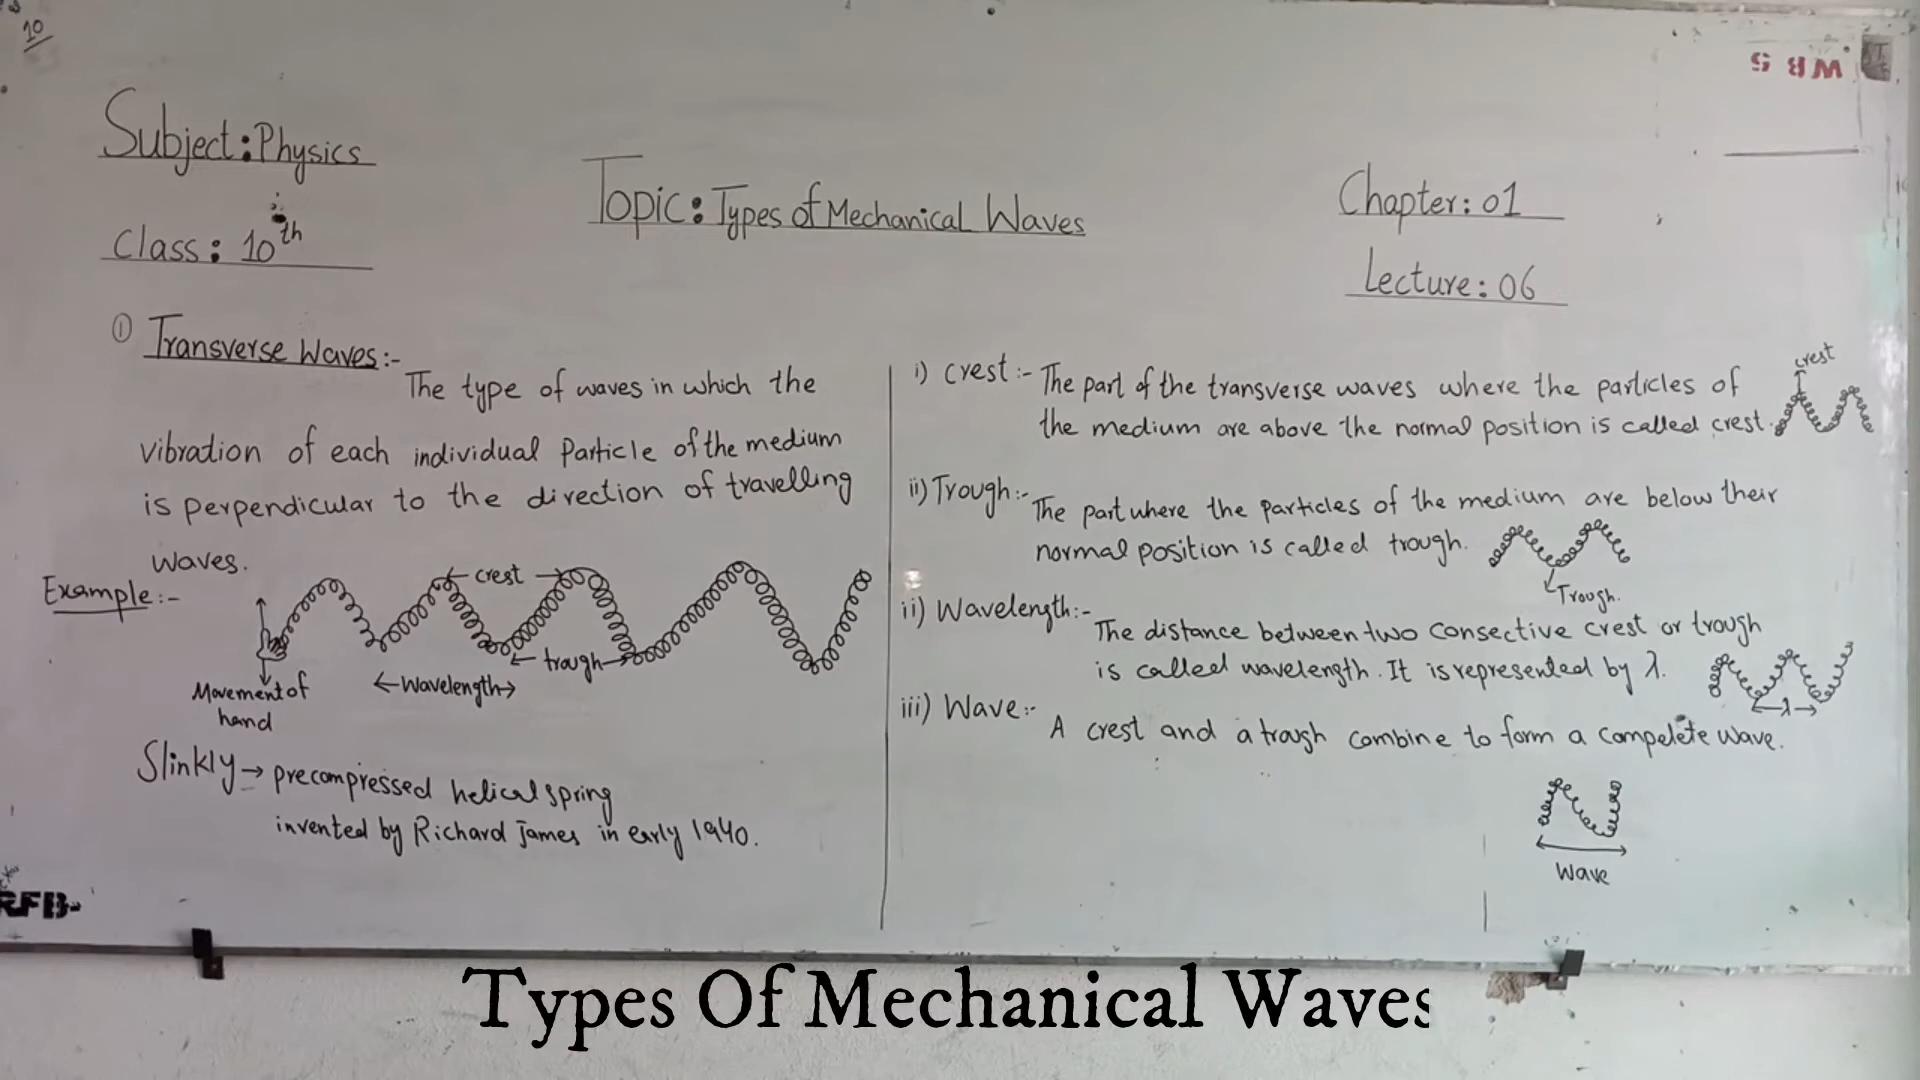 10
WB 5
Subject: Physics
Class: 10th
Topic: Types of Mechanical Waves
Chapter: 01
Lecture: 06
① Transverse Waves:-
The type of waves in which the
vibration of each individual Particle of the medium
is perpendicular to the direction of travelling
waves.
Example:-
crest
trough
Wavelength
Movement of
hand
Slinkly → precompressed helical spring
invented by Richard james in early 1940.
i) crest:- The part of the transverse waves where the particles of
the medium are above the normal position is called crest.
crest
ii) Trough:- The part where the particles of the medium are below their
normal position is called trough.
Trough.
ii) Wavelength:- The distance between two consective crest or trough
is called wavelength. It is represented by λ.
λ
iii) Wave:- A crest and a trough combine to form a compelete wave.
Wave
RFB-
Types Of Mechanical Waves